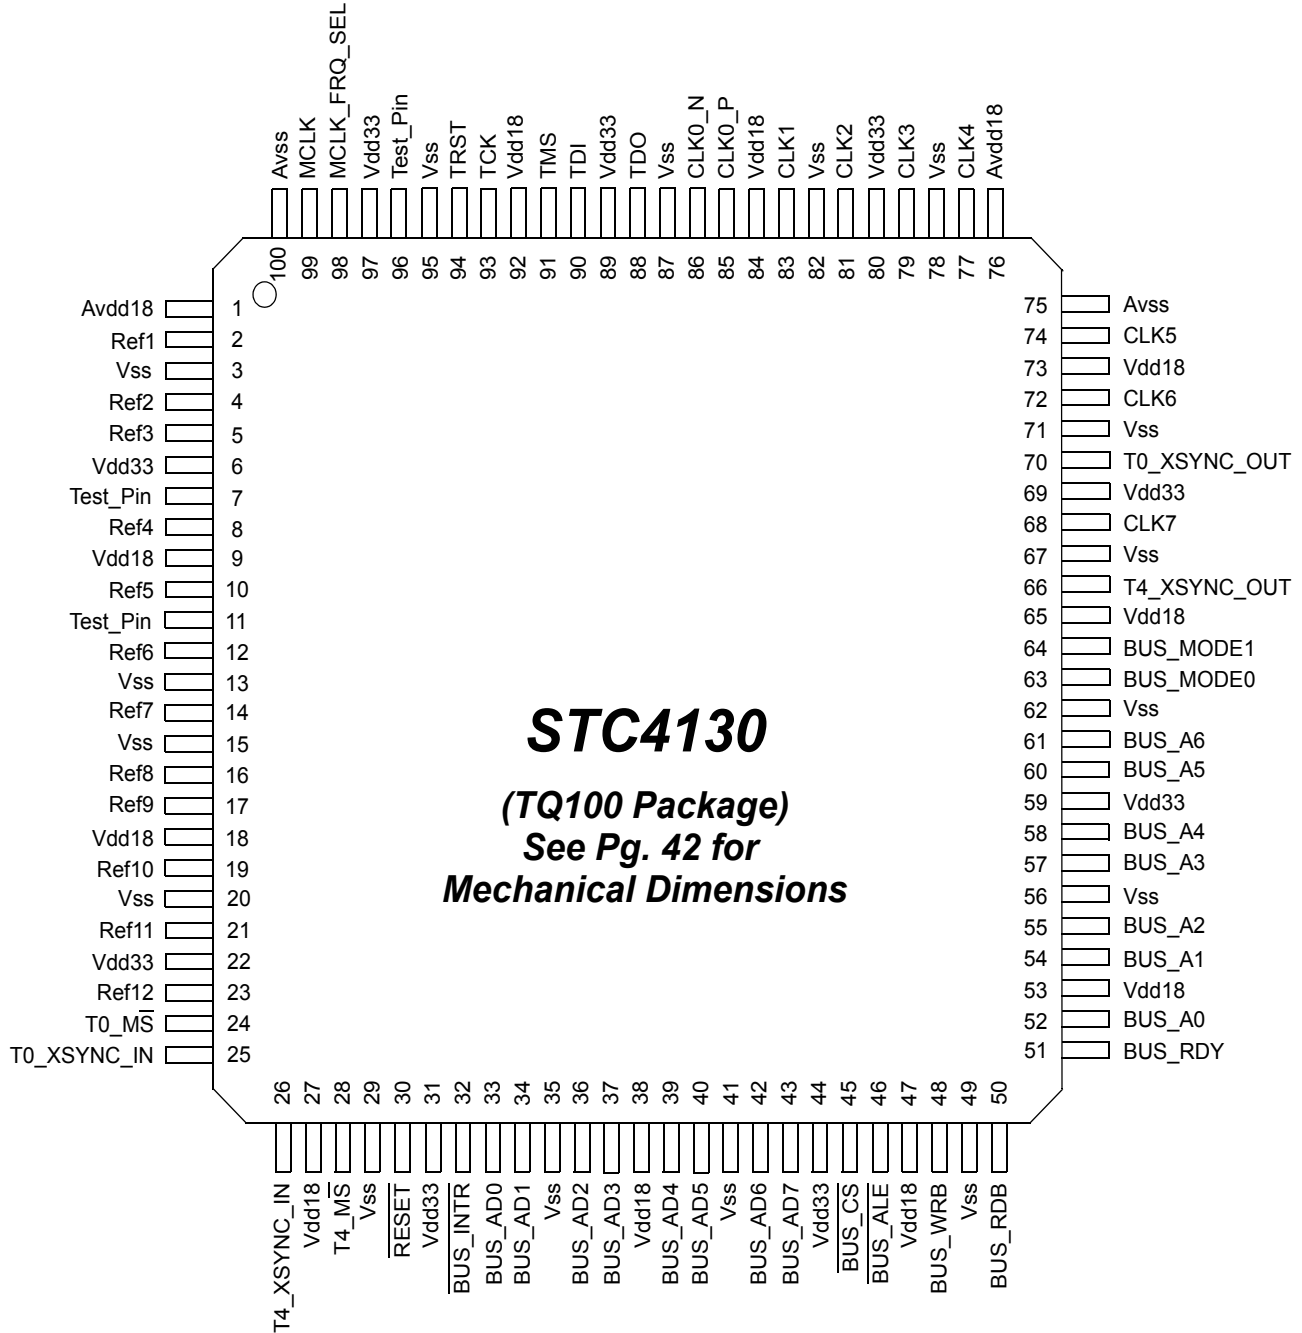 Avss
MCLK
MCLK_FRQ_SEL
Vdd33
Test_Pin
Vss
TRST
TCK
Vdd18
TMS
TDI
Vdd33
TDO
Vss
CLK0_N
CLK0_P
Vdd18
CLK1
Vss
CLK2
Vdd33
CLK3
Vss
CLK4
Avdd18
100
99
98
97
96
95
94
93
92
91
90
89
88
87
86
85
84
83
82
81
80
79
78
77
76
Avdd18 1
Ref1 2
Vss 3
Ref2 4
Ref3 5
Vdd33 6
Test_Pin 7
Ref4 8
Vdd18 9
Ref5 10
Test_Pin 11
Ref6 12
Vss 13
Ref7 14
Vss 15
Ref8 16
Ref9 17
Vdd18 18
Ref10 19
Vss 20
Ref11 21
Vdd33 22
Ref12 23
T0_MS̅ 24
T0_XSYNC_IN 25
STC4130
(TQ100 Package)
See Pg. 42 for
Mechanical Dimensions
75 Avss
74 CLK5
73 Vdd18
72 CLK6
71 Vss
70 T0_XSYNC_OUT
69 Vdd33
68 CLK7
67 Vss
66 T4_XSYNC_OUT
65 Vdd18
64 BUS_MODE1
63 BUS_MODE0
62 Vss
61 BUS_A6
60 BUS_A5
59 Vdd33
58 BUS_A4
57 BUS_A3
56 Vss
55 BUS_A2
54 BUS_A1
53 Vdd18
52 BUS_A0
51 BUS_RDY
26
27
28
29
30
31
32
33
34
35
36
37
38
39
40
41
42
43
44
45
46
47
48
49
50
T4_XSYNC_IN
Vdd18
T4_MS̅
Vss
RESET
Vdd33
BUS_INTR
BUS_AD0
BUS_AD1
Vss
BUS_AD2
BUS_AD3
Vdd18
BUS_AD4
BUS_AD5
Vss
BUS_AD6
BUS_AD7
Vdd33
BUS_CS
BUS_ALE
Vdd18
BUS_WRB
Vss
BUS_RDB